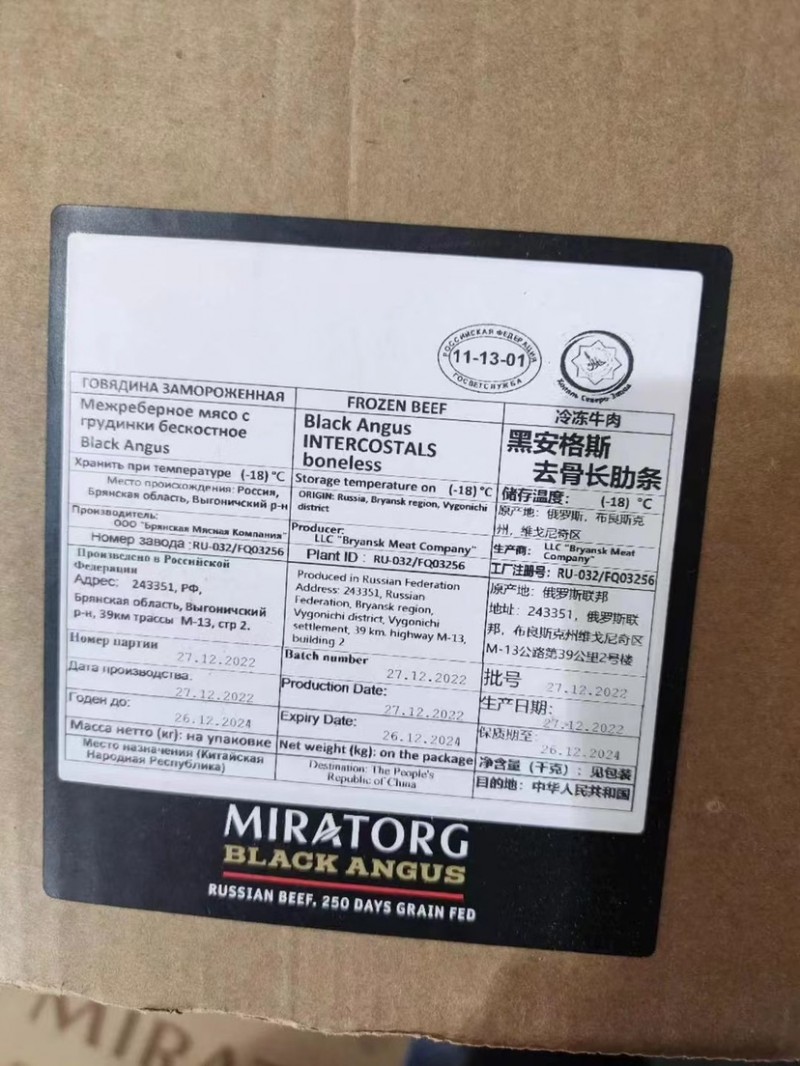 РОССИЙСКАЯ ФЕДЕРАЦИЯ
11-13-01
ГОСВЕТСЛУЖБА
ГОВЯДИНА ЗАМОРОЖЕННАЯ
Межреберное мясо с
грудинки бескостное
Black Angus
Хранить при температуре (-18) °C
Место происхождения: Россия,
Брянская область, Выгоничский р-н
Производитель:
ООО "Брянская Мясная Компания"
Номер завода :RU-032/FQ03256
Произведено в Российской
Федерации
Адрес: 243351, РФ,
Брянская область, Выгоничский
р-н, 39км трассы М-13, стр 2.
Номер партии
27.12.2022
Дата производства:
27.12.2022
Годен до:
26.12.2024
Масса нетто (кг): на упаковке
Место назначения (Китайская
Народная Республика)
FROZEN BEEF
Black Angus
INTERCOSTALS
boneless
Storage temperature on (-18) °C
ORIGIN: Russia, Bryansk region, Vygonichi
district
Producer:
LLC "Bryansk Meat Company"
Plant ID : RU-032/FQ03256
Produced in Russian Federation
Address: 243351, Russian
Federation, Bryansk region,
Vygonichi district, Vygonichi
settlement, 39 km. highway M-13,
building 2
Batch number
27.12.2022
Production Date:
27.12.2022
Expiry Date:
26.12.2024
Net weight (kg): on the package
Destination: The People's
Republic of China
冷冻牛肉
黑安格斯
去骨长肋条
储存温度: (-18) °C
原产地: 俄罗斯, 布良斯克
州, 维戈尼奇区
生产商: LLC "Bryansk Meat
Company"
工厂注册号: RU-032/FQ03256
原产地: 俄罗斯联邦
地址: 243351, 俄罗斯联
邦, 布良斯克州维戈尼奇区
M-13公路第39公里2号楼
批号
27.12.2022
生产日期:
27.12.2022
保质期至:
26.12.2024
净含量 (千克): 见包装
目的地: 中华人民共和国
MIRATORG
BLACK ANGUS
RUSSIAN BEEF, 250 DAYS GRAIN FED
MIRAT